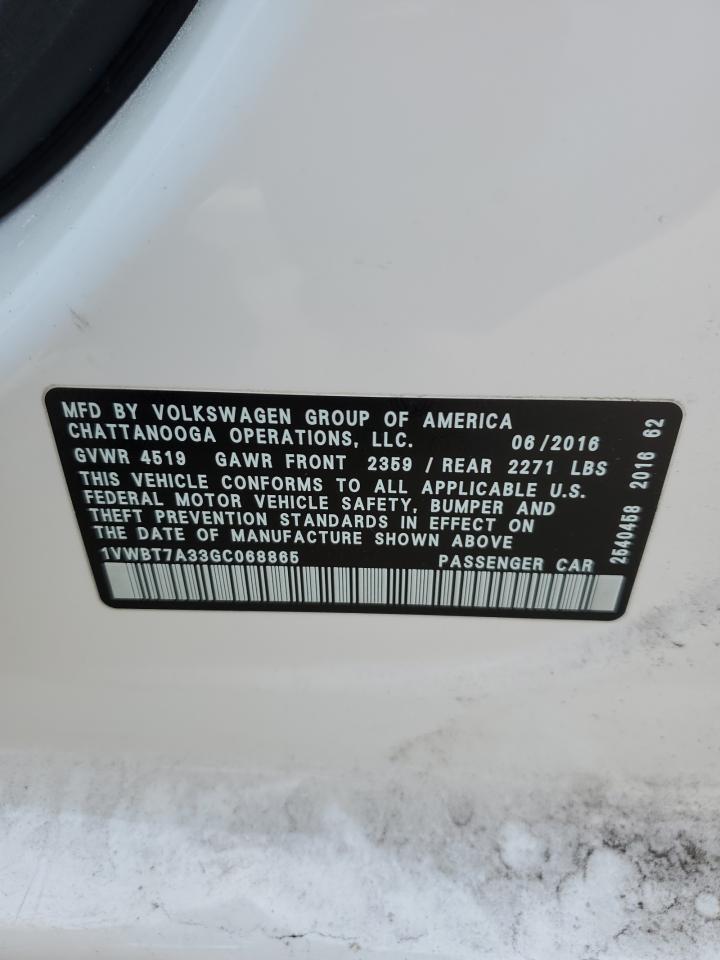 MFD BY VOLKSWAGEN GROUP OF AMERICA
CHATTANOOGA OPERATIONS, LLC. 06/2016
GVWR 4519 GAWR FRONT 2359 / REAR 2271 LBS
THIS VEHICLE CONFORMS TO ALL APPLICABLE U.S.
FEDERAL MOTOR VEHICLE SAFETY, BUMPER AND
THEFT PREVENTION STANDARDS IN EFFECT ON
THE DATE OF MANUFACTURE SHOWN ABOVE
1VWBT7A33GC068865 PASSENGER CAR
2540458 2016 62